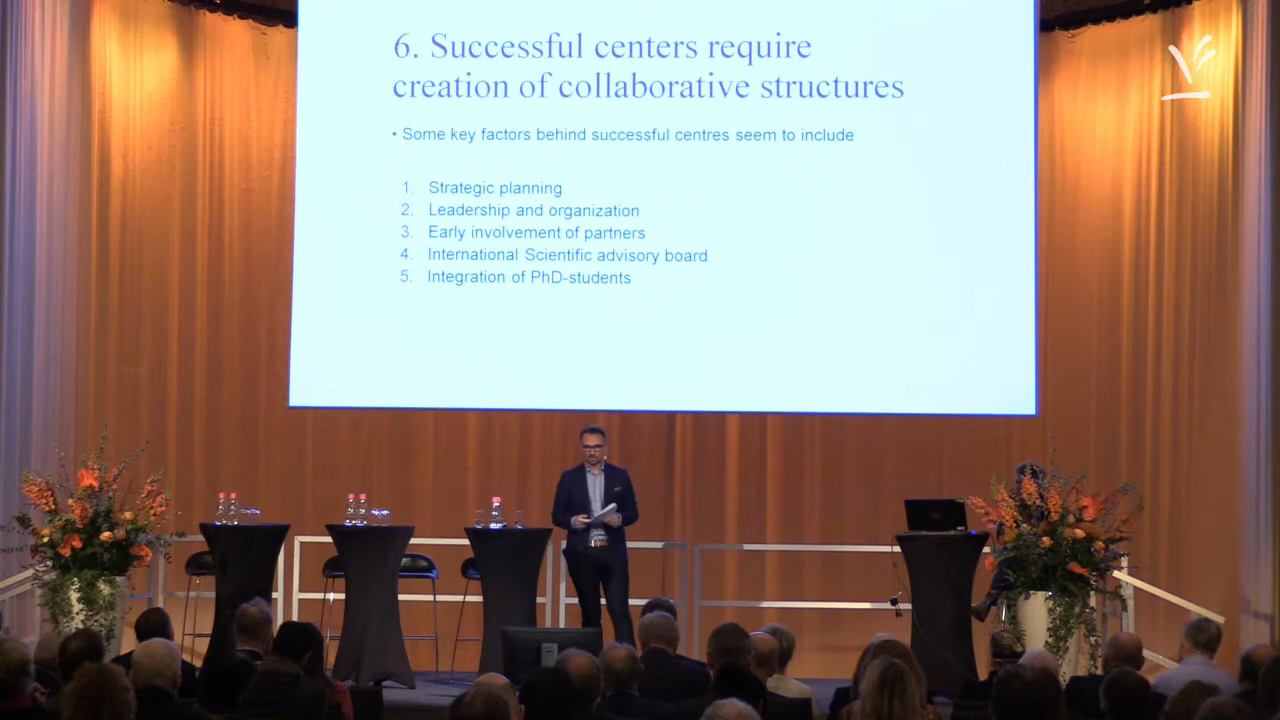 6. Successful centers require
creation of collaborative structures
• Some key factors behind successful centres seem to include
1. Strategic planning
2. Leadership and organization
3. Early involvement of partners
4. International Scientific advisory board
5. Integration of PhD-students